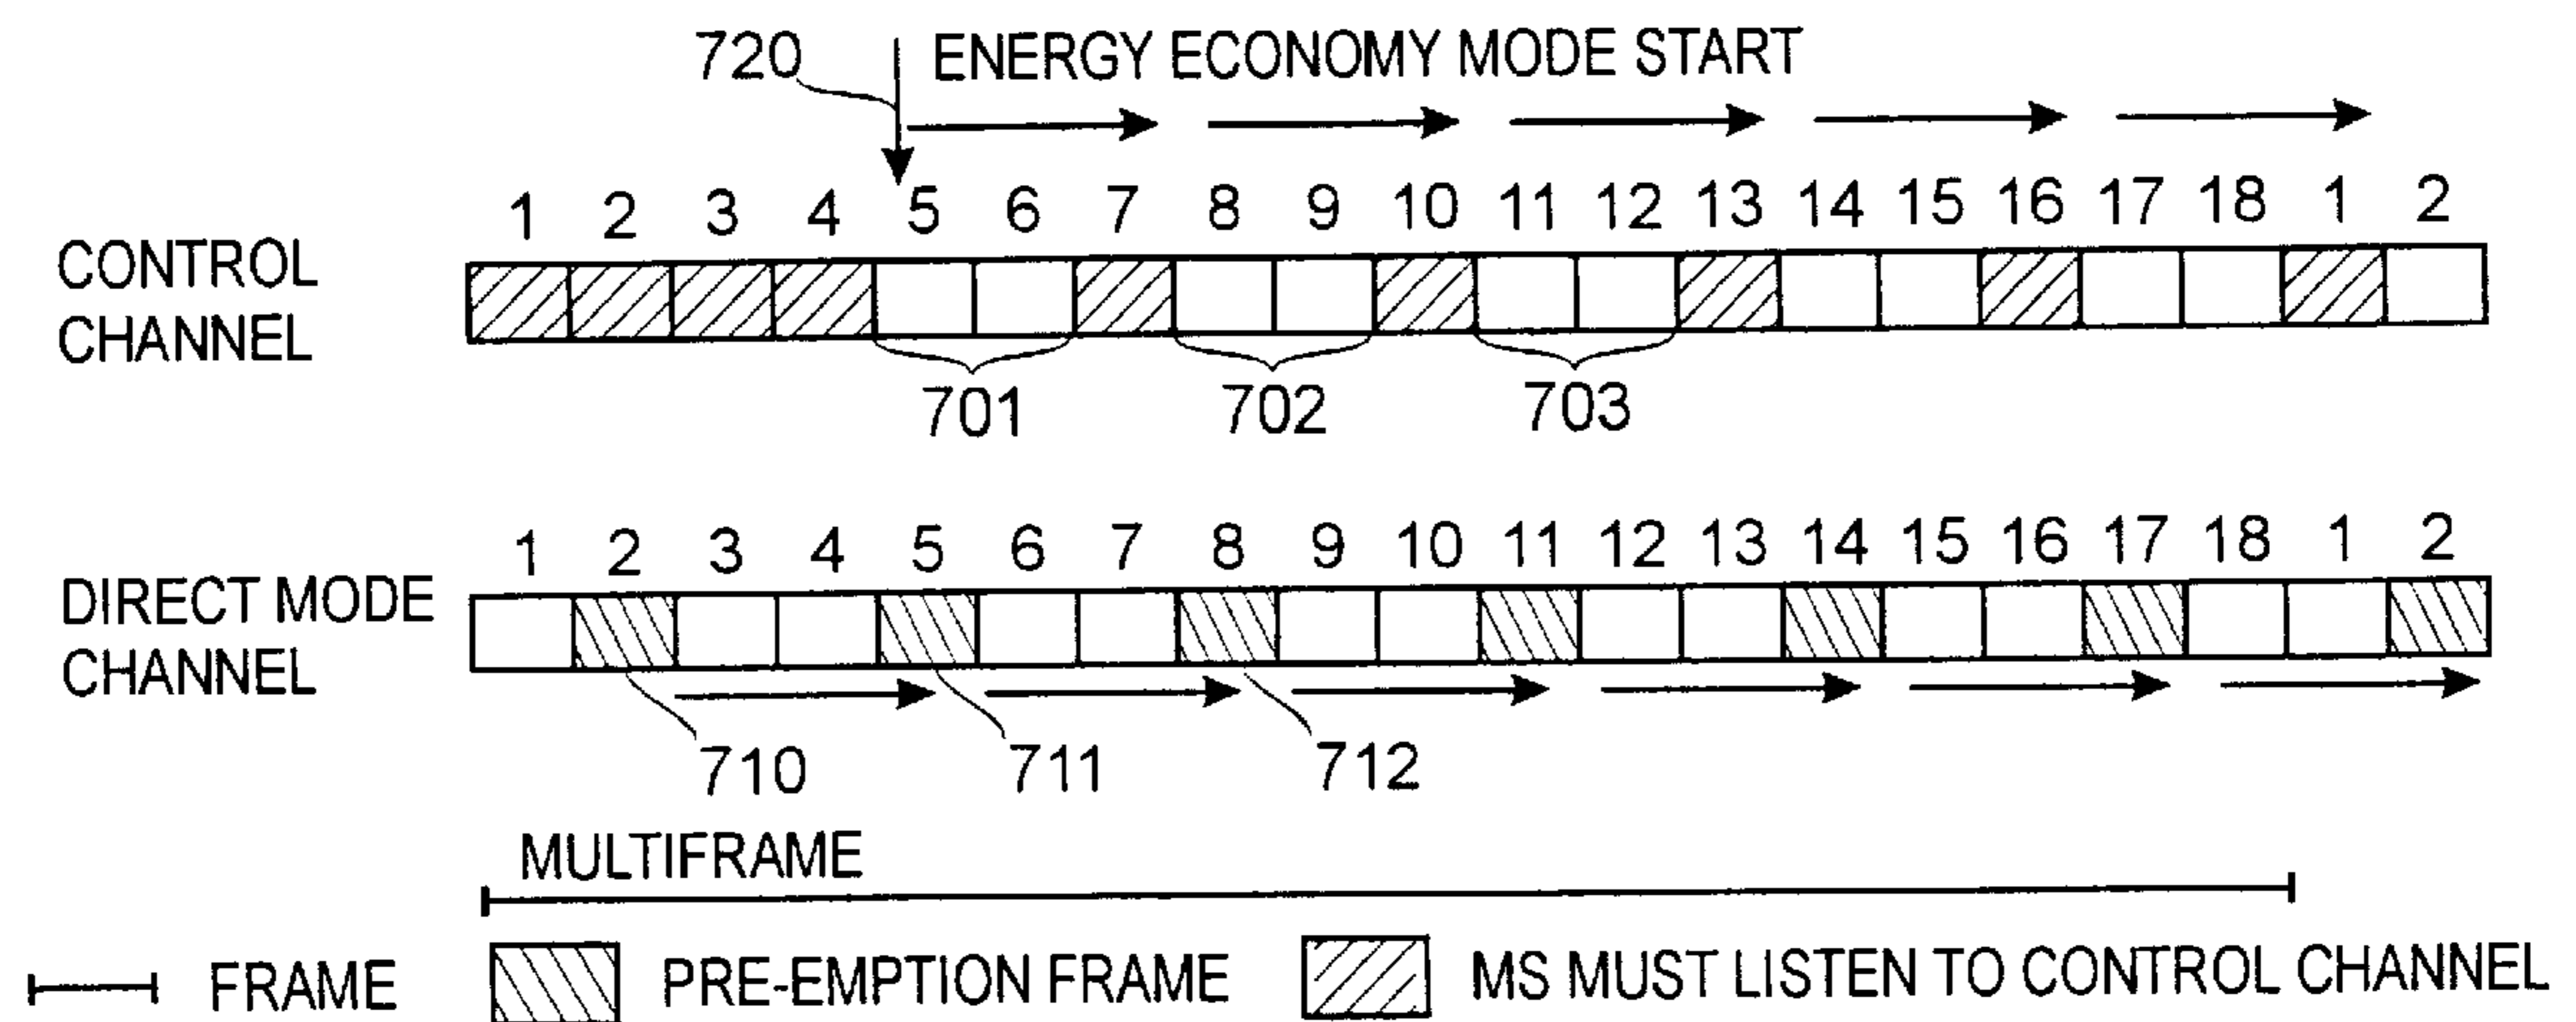 720 ENERGY ECONOMY MODE START
1 2 3 4 5 6 7 8 9 10 11 12 13 14 15 16 17 18 1 2
CONTROL
CHANNEL
701 702 703
1 2 3 4 5 6 7 8 9 10 11 12 13 14 15 16 17 18 1 2
DIRECT MODE
CHANNEL
710 711 712
MULTIFRAME
FRAME PRE-EMPTION FRAME MS MUST LISTEN TO CONTROL CHANNEL